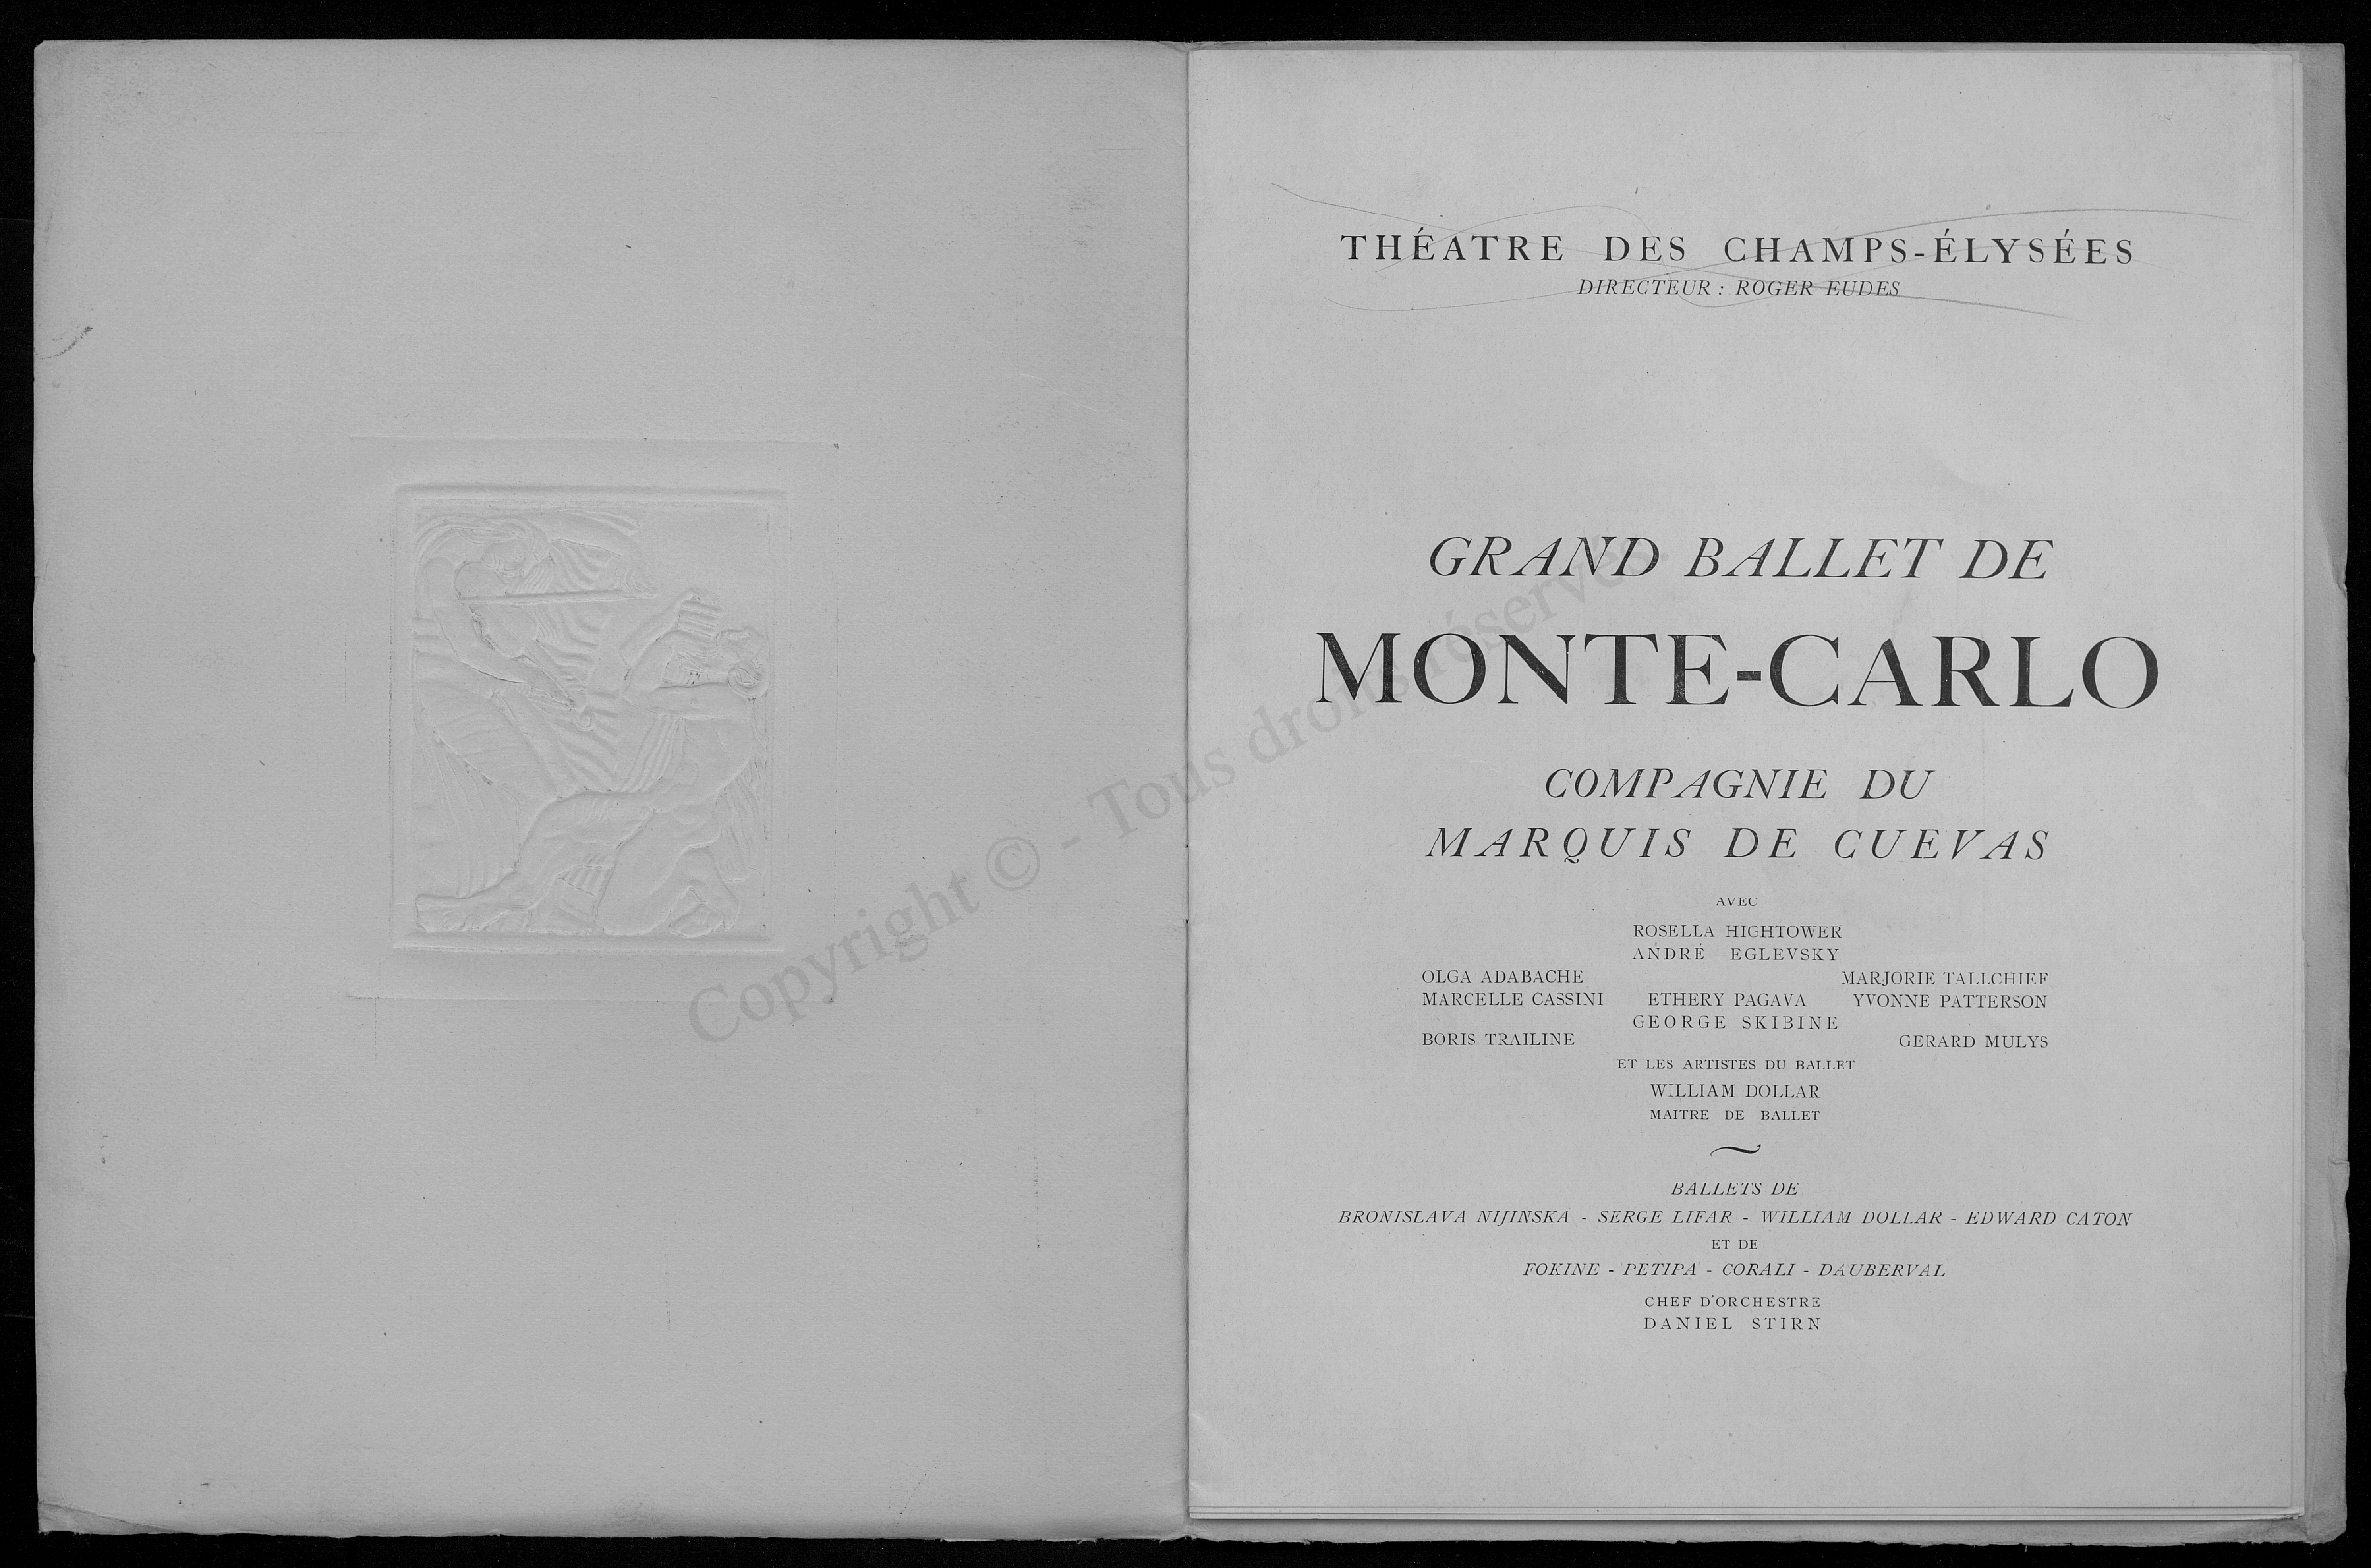 THÉATRE DES CHAMPS-ÉLYSÉES
DIRECTEUR : ROGER EUDES
GRAND BALLET DE
MONTE-CARLO
COMPAGNIE DU
MARQUIS DE CUEVAS
AVEC
ROSELLA HIGHTOWER
ANDRÉ EGLEVSKY
OLGA ADABACHE MARJORIE TALLCHIEF
MARCELLE CASSINI ETHERY PAGAVA YVONNE PATTERSON
GEORGE SKIBINE
BORIS TRAILINE GERARD MULYS
ET LES ARTISTES DU BALLET
WILLIAM DOLLAR
MAITRE DE BALLET
BALLETS DE
BRONISLAVA NIJINSKA - SERGE LIFAR - WILLIAM DOLLAR - EDWARD CATON
ET DE
FOKINE - PETIPA - CORALI - DAUBERVAL
CHEF D'ORCHESTRE
DANIEL STIRN
Copyright © - Tous droits réservés